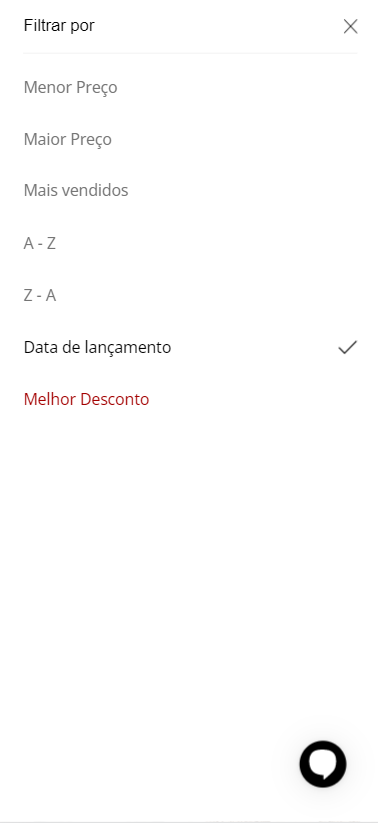 Filtrar por
Menor Preço
Maior Preço
Mais vendidos
A - Z
Z - A
Data de lançamento
Melhor Desconto